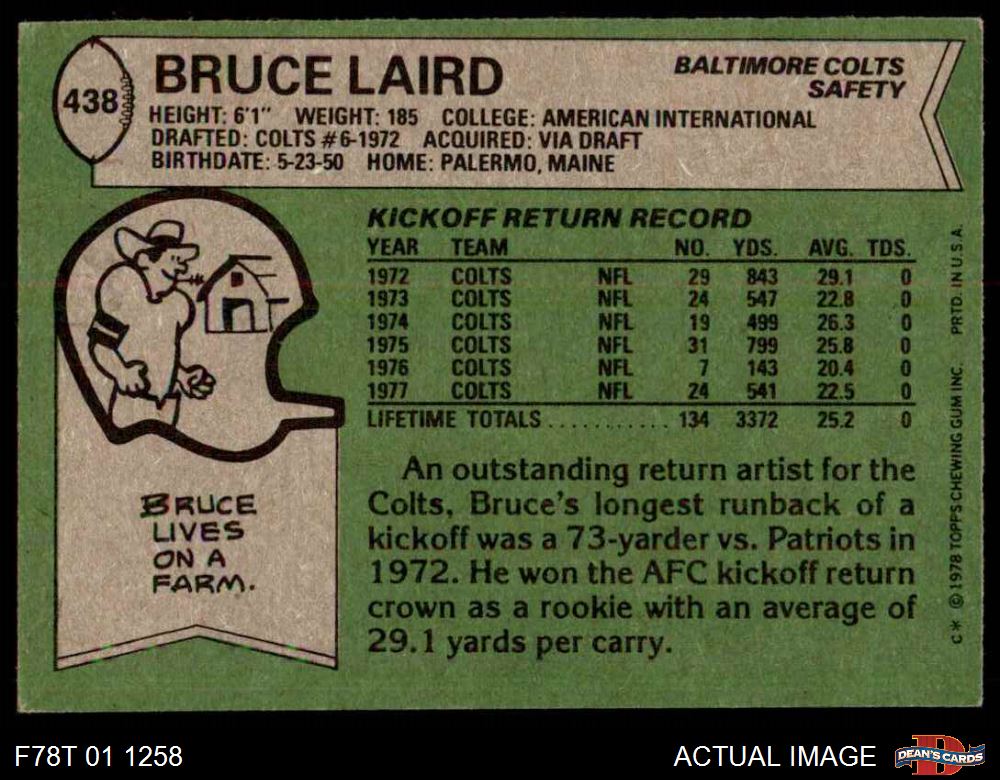 438
BRUCE LAIRD
BALTIMORE COLTS
SAFETY
HEIGHT: 6'1" WEIGHT: 185 COLLEGE: AMERICAN INTERNATIONAL
DRAFTED: COLTS #6-1972 ACQUIRED: VIA DRAFT
BIRTHDATE: 5-23-50 HOME: PALERMO, MAINE
KICKOFF RETURN RECORD
YEAR TEAM NO. YDS. AVG. TDS.
1972 COLTS NFL 29 843 29.1 0
1973 COLTS NFL 24 547 22.8 0
1974 COLTS NFL 19 499 26.3 0
1975 COLTS NFL 31 799 25.8 0
1976 COLTS NFL 7 143 20.4 0
1977 COLTS NFL 24 541 22.5 0
LIFETIME TOTALS........... 134 3372 25.2 0
BRUCE
LIVES
ON A
FARM.
An outstanding return artist for the
Colts, Bruce's longest runback of a
kickoff was a 73-yarder vs. Patriots in
1972. He won the AFC kickoff return
crown as a rookie with an average of
29.1 yards per carry.
C* © 1978 TOPPS CHEWING GUM INC. PRTD. IN U.S.A.
F78T 01 1258
ACTUAL IMAGE
D
DEAN'S CARDS